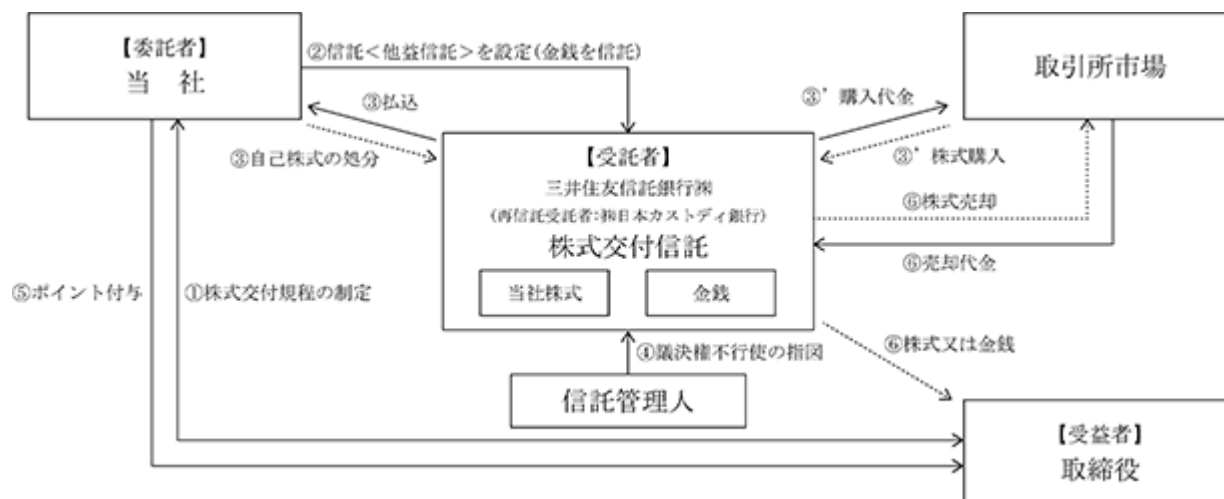 【委託者】
当　社
②信託＜他益信託＞を設定(金銭を信託)
③払込
③自己株式の処分
取引所市場
③’購入代金
③’株式購入
【受託者】
三井住友信託銀行㈱
(再信託受託者：㈱日本カストディ銀行)
株式交付信託
当社株式
金銭
⑥株式売却
⑥売却代金
⑤ポイント付与
①株式交付規程の制定
④議決権不行使の指図
⑥株式又は金銭
信託管理人
【受益者】
取締役